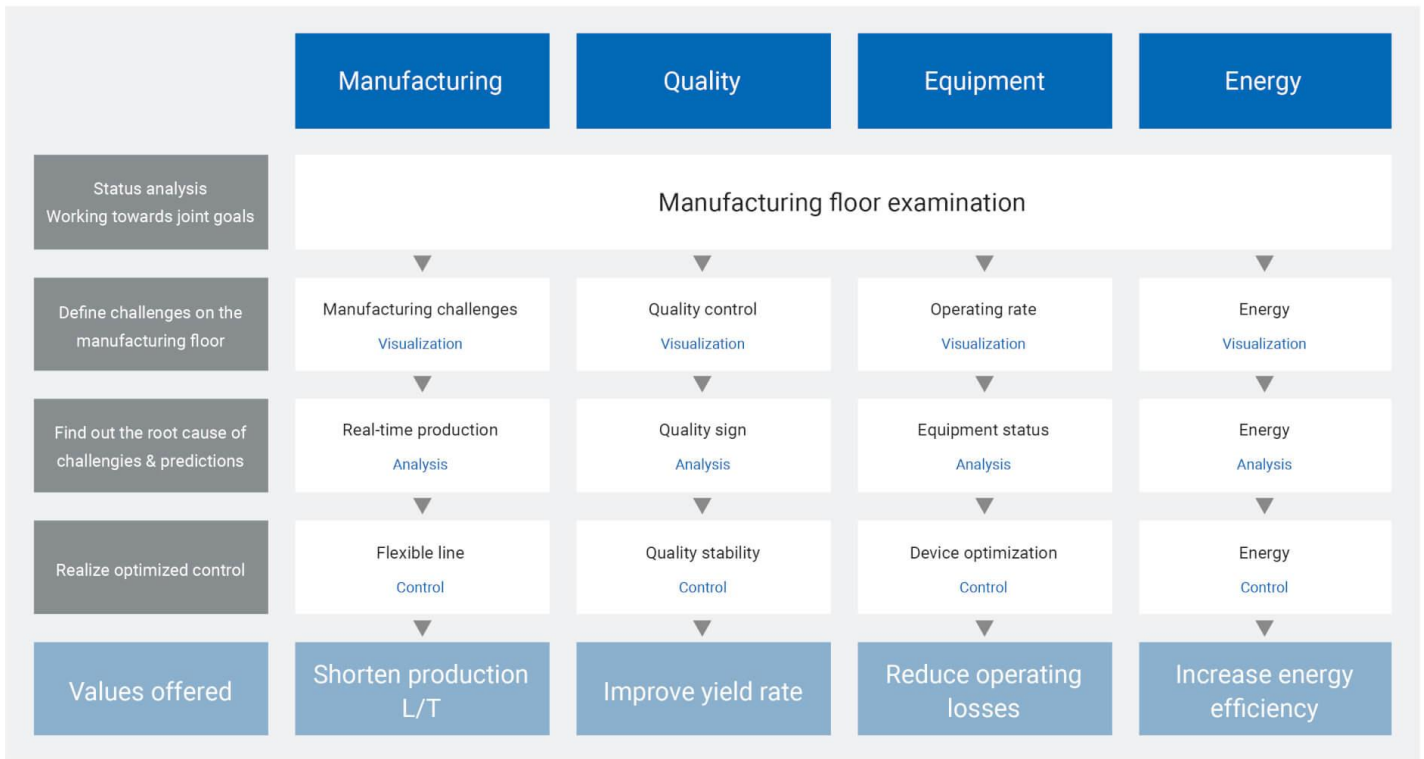 Manufacturing
Quality
Equipment
Energy
Status analysis
Working towards joint goals
Manufacturing floor examination
Define challenges on the
manufacturing floor
Manufacturing challenges
Visualization
Quality control
Visualization
Operating rate
Visualization
Energy
Visualization
Find out the root cause of
challengies & predictions
Real-time production
Analysis
Quality sign
Analysis
Equipment status
Analysis
Energy
Analysis
Realize optimized control
Flexible line
Control
Quality stability
Control
Device optimization
Control
Energy
Control
Values offered
Shorten production
L/T
Improve yield rate
Reduce operating
losses
Increase energy
efficiency